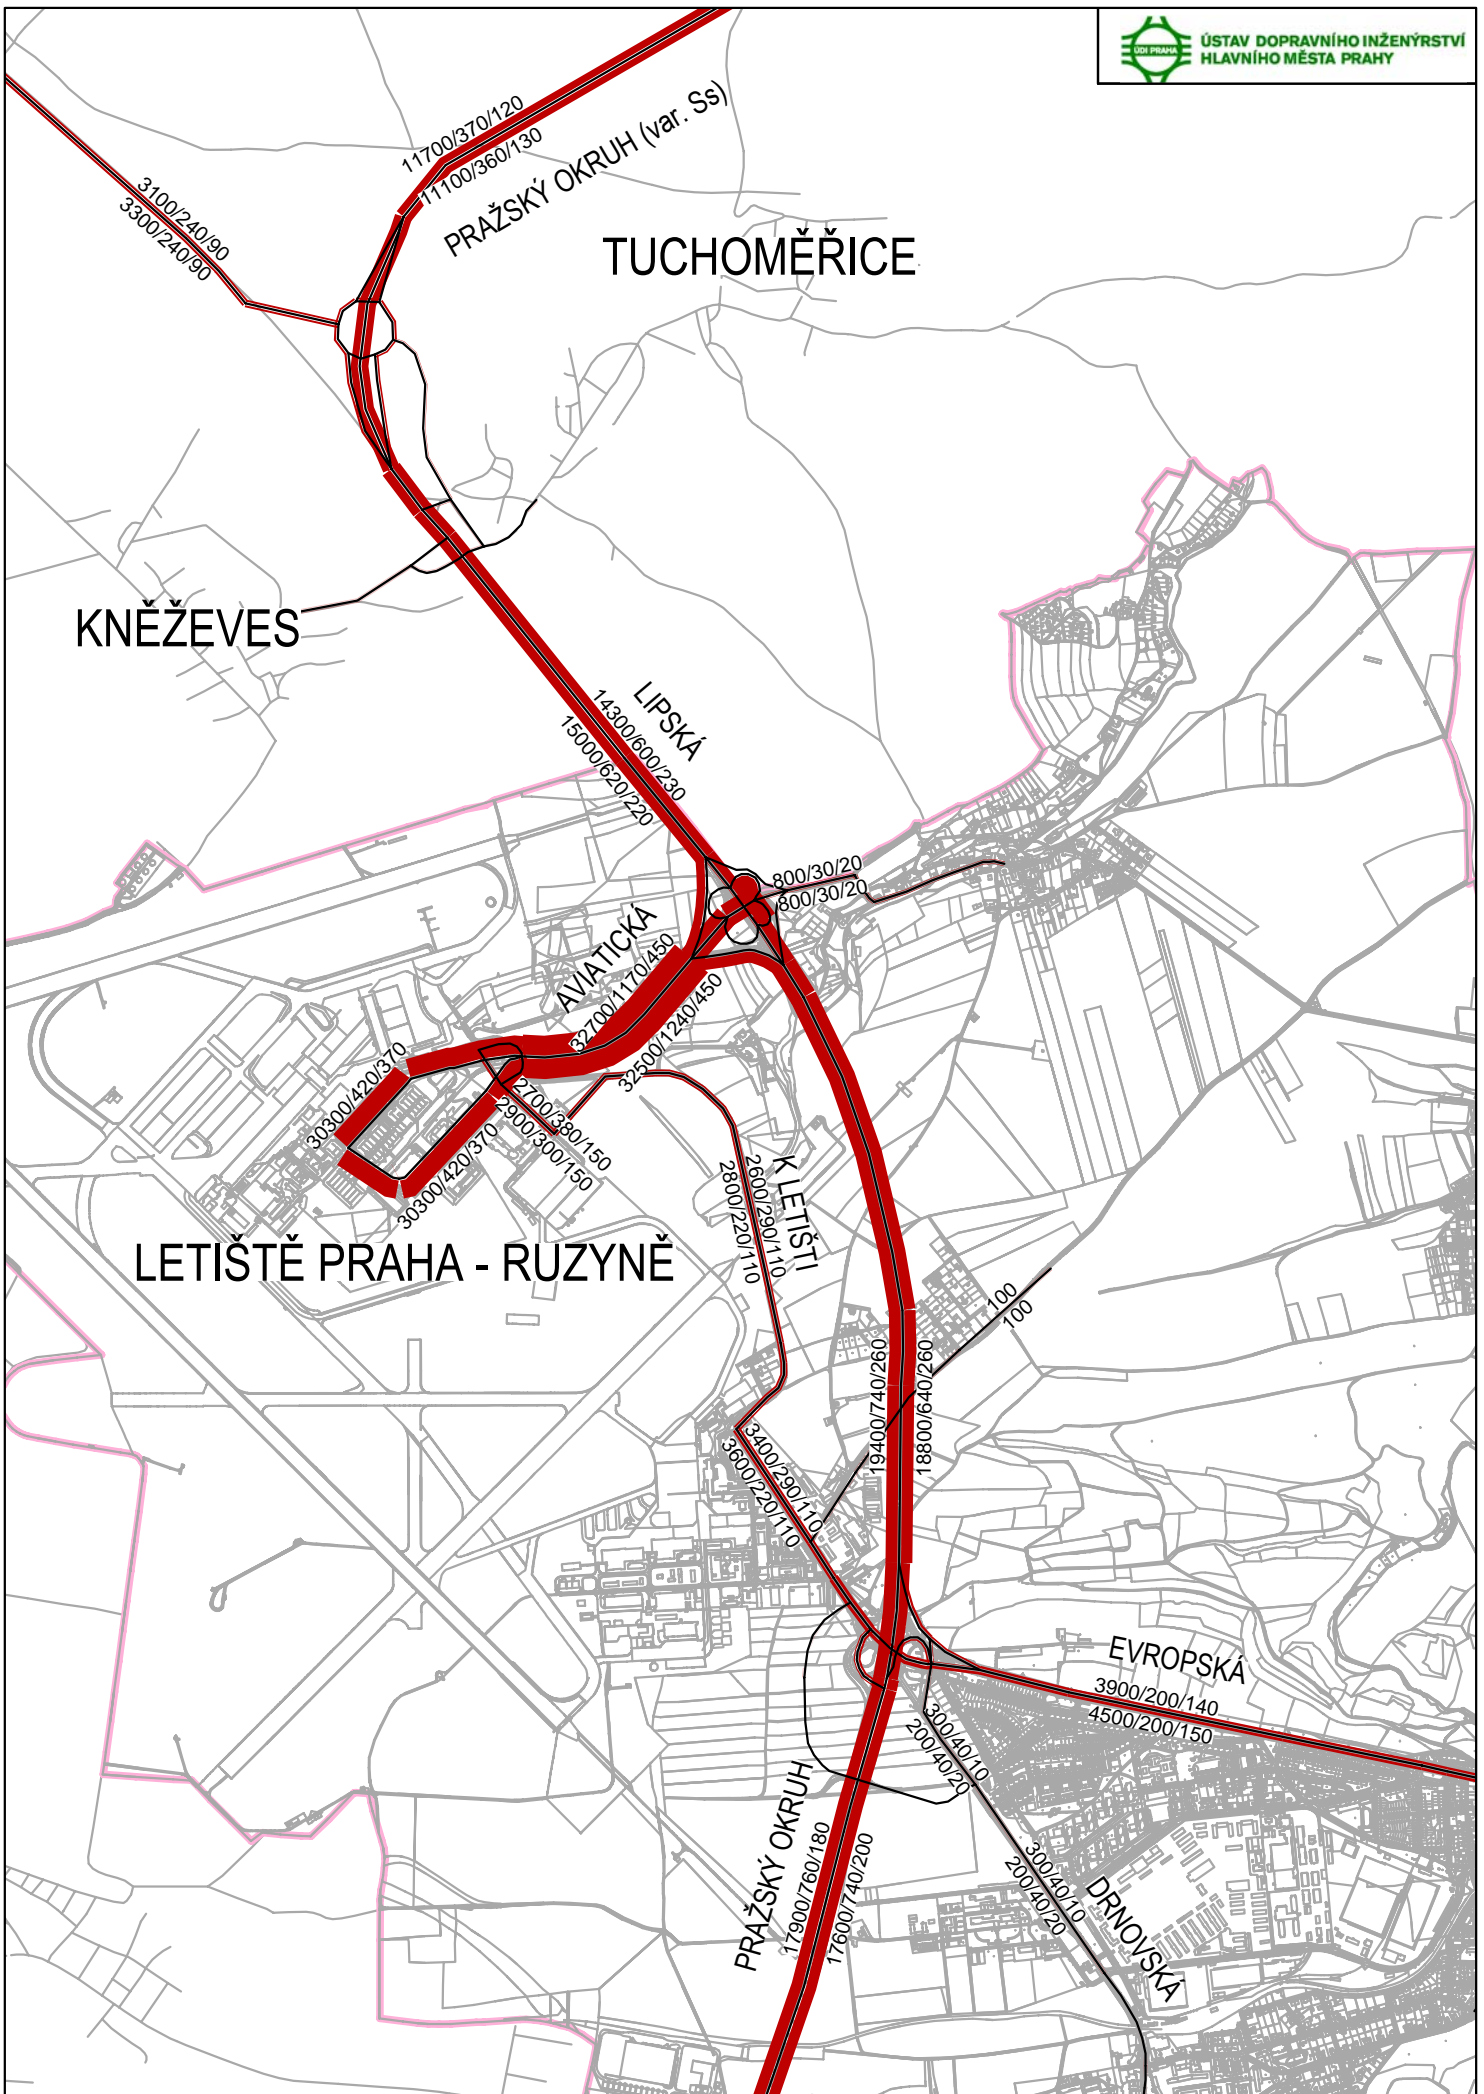 ÚDI PRAHA
ÚSTAV DOPRAVNÍHO INŽENÝRSTVÍ
HLAVNÍHO MĚSTA PRAHY
11700/370/120
11100/360/130
PRAŽSKÝ OKRUH (var. Ss)
3100/240/90
3300/240/90
TUCHOMĚŘICE
KNĚŽEVES
LIPSKÁ
14300/600/230
15000/620/220
800/30/20
800/30/20
AVIATICKÁ
32700/1170/450
32500/1240/450
30300/420/370
30300/420/370
2700/380/150
2900/300/150
K LETIŠTI
2600/290/110
2800/220/110
LETIŠTĚ PRAHA - RUZYNĚ
100
100
19400/740/260
18800/640/260
3400/290/110
3600/220/110
EVROPSKÁ
3900/200/140
4500/200/150
300/40/10
200/40/20
PRAŽSKÝ OKRUH
17900/760/180
17600/740/200
300/40/10
200/40/20
DRNOVSKÁ